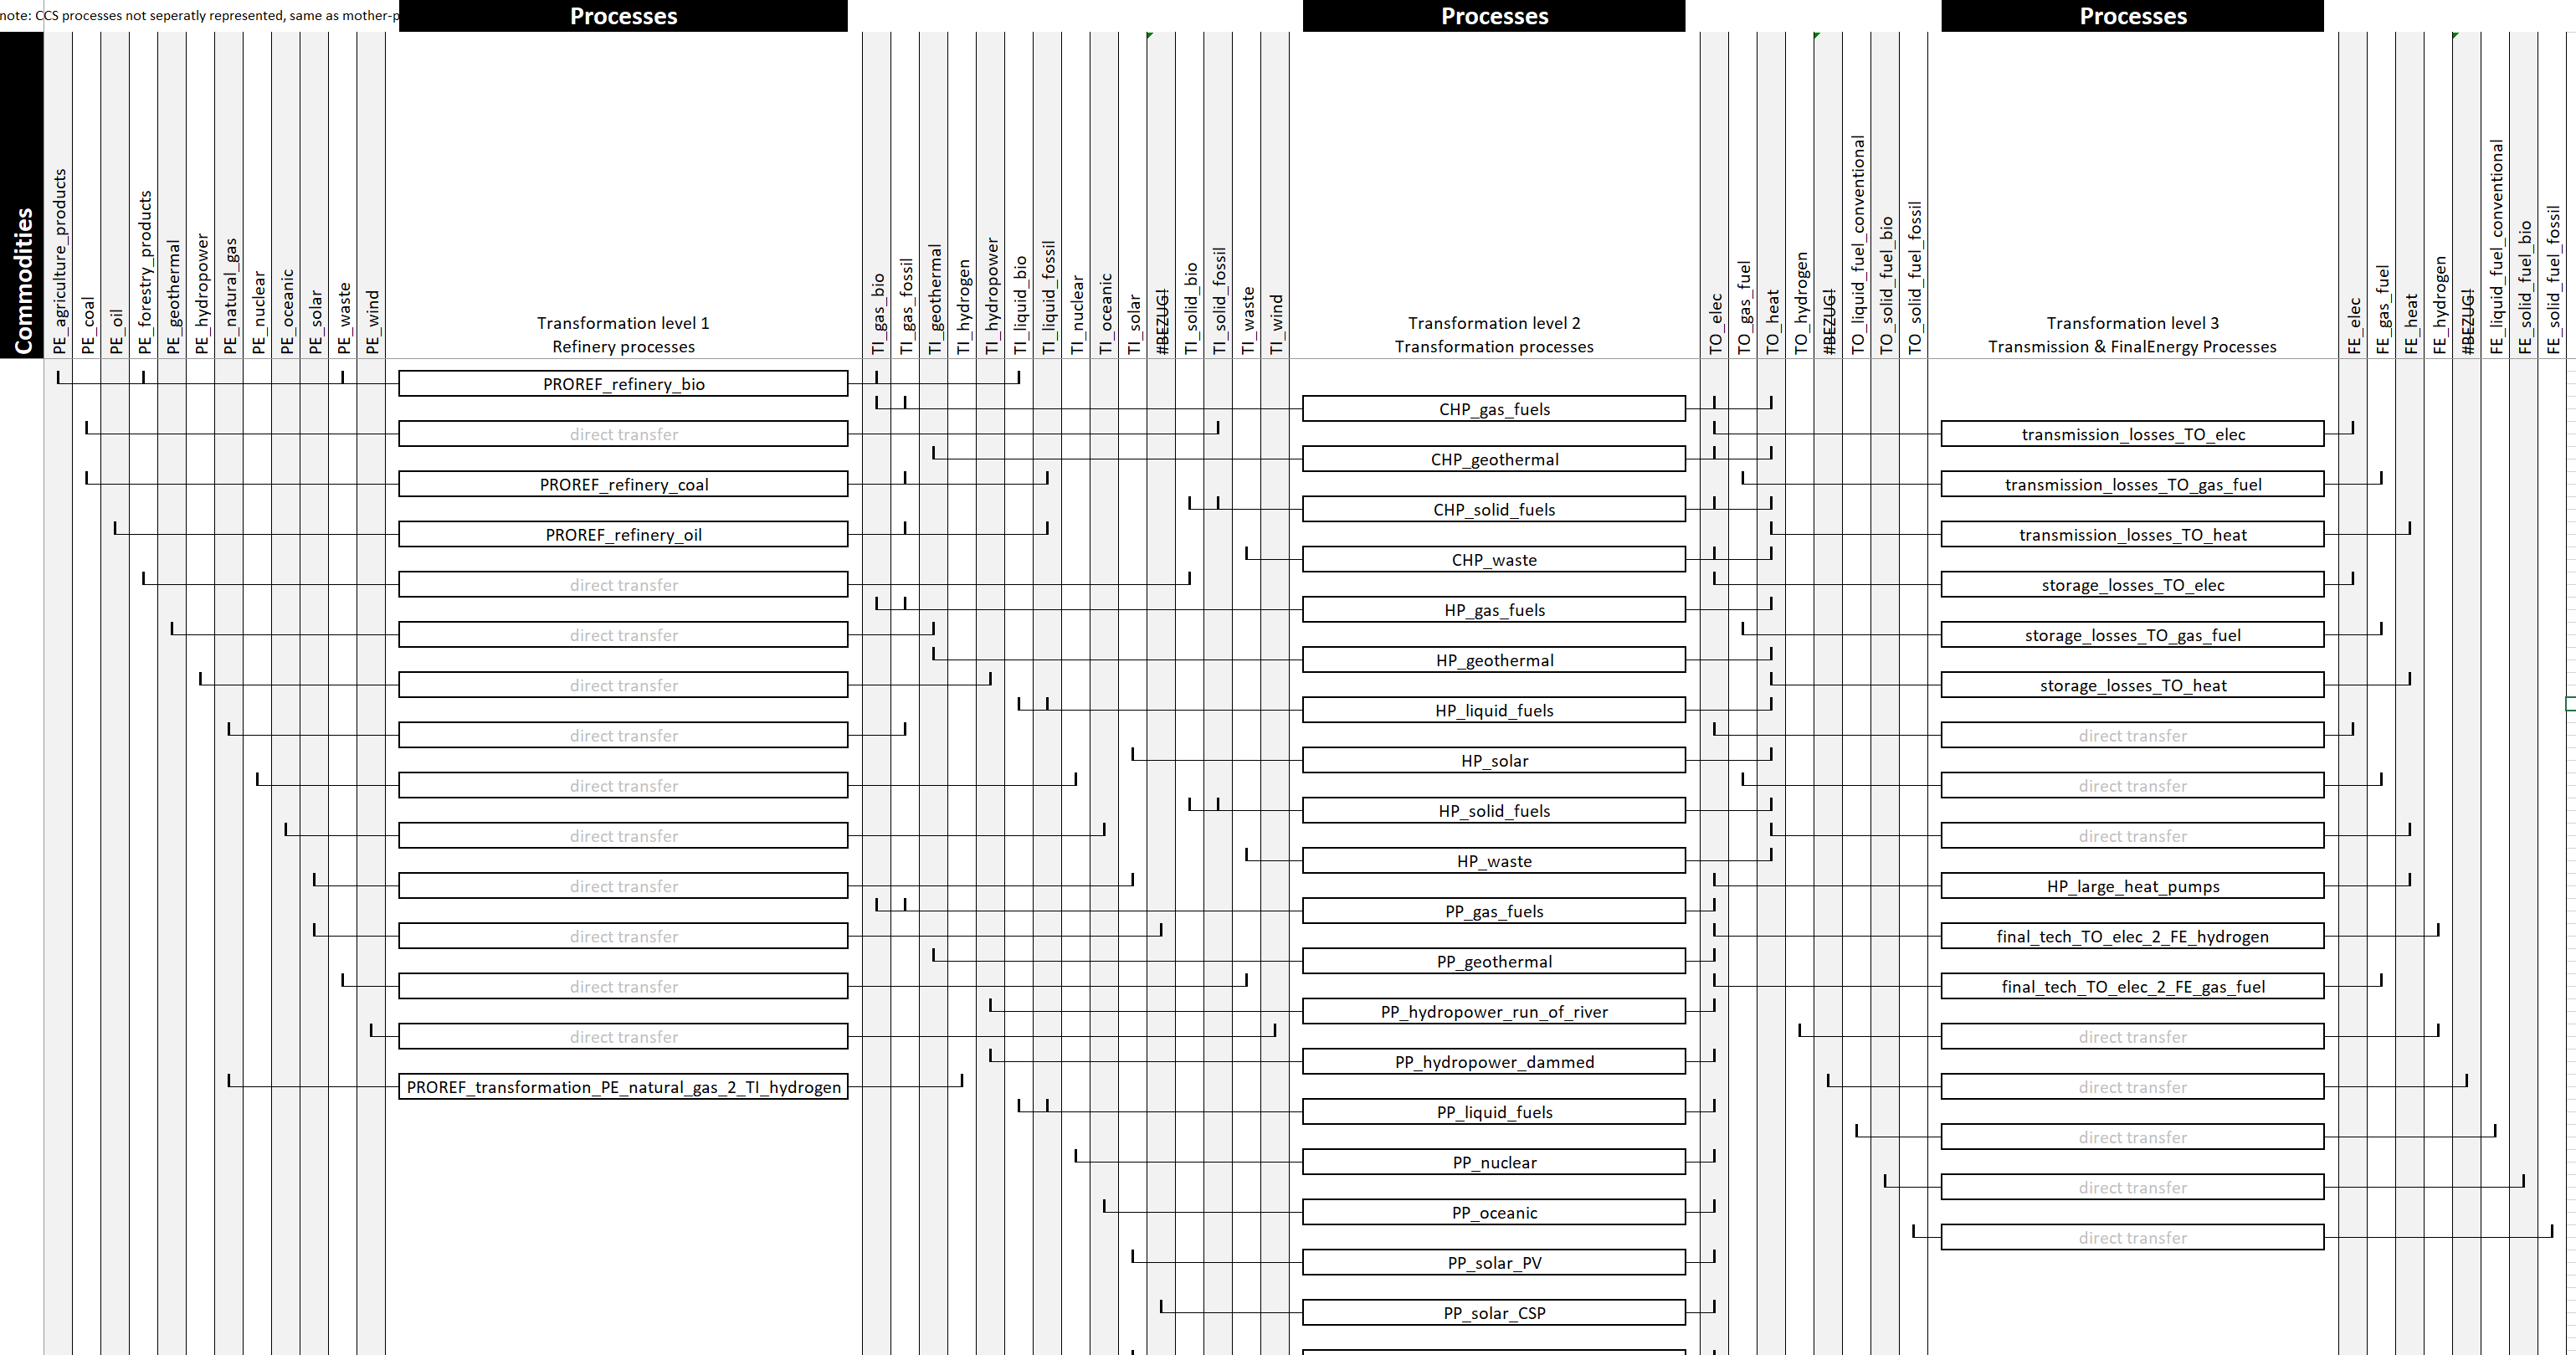 note: CCS processes not seperatly represented, same as mother-p
Processes
Processes
Processes
Commodities
PE_agriculture_products
PE_coal
PE_oil
PE_forestry_products
PE_geothermal
PE_hydropower
PE_natural_gas
PE_nuclear
PE_oceanic
PE_solar
PE_waste
PE_wind
Transformation level 1
Refinery processes
TI_gas_bio
TI_gas_fossil
TI_geothermal
TI_hydrogen
TI_hydropower
TI_liquid_bio
TI_liquid_fossil
TI_nuclear
TI_oceanic
TI_solar
#BEZUG!
TI_solid_bio
TI_solid_fossil
TI_waste
TI_wind
Transformation level 2
Transformation processes
TO_elec
TO_gas_fuel
TO_heat
TO_hydrogen
#BEZUG!
TO_liquid_fuel_conventional
TO_solid_fuel_bio
TO_solid_fuel_fossil
Transformation level 3
Transmission & FinalEnergy Processes
FE_elec
FE_gas_fuel
FE_heat
FE_hydrogen
#BEZUG!
FE_liquid_fuel_conventional
FE_solid_fuel_bio
FE_solid_fuel_fossil
PROREF_refinery_bio
direct transfer
PROREF_refinery_coal
PROREF_refinery_oil
direct transfer
direct transfer
direct transfer
direct transfer
direct transfer
direct transfer
direct transfer
direct transfer
direct transfer
direct transfer
PROREF_transformation_PE_natural_gas_2_TI_hydrogen
CHP_gas_fuels
CHP_geothermal
CHP_solid_fuels
CHP_waste
HP_gas_fuels
HP_geothermal
HP_liquid_fuels
HP_solar
HP_solid_fuels
HP_waste
PP_gas_fuels
PP_geothermal
PP_hydropower_run_of_river
PP_hydropower_dammed
PP_liquid_fuels
PP_nuclear
PP_oceanic
PP_solar_PV
PP_solar_CSP
transmission_losses_TO_elec
transmission_losses_TO_gas_fuel
transmission_losses_TO_heat
storage_losses_TO_elec
storage_losses_TO_gas_fuel
storage_losses_TO_heat
direct transfer
direct transfer
direct transfer
HP_large_heat_pumps
final_tech_TO_elec_2_FE_hydrogen
final_tech_TO_elec_2_FE_gas_fuel
direct transfer
direct transfer
direct transfer
direct transfer
direct transfer